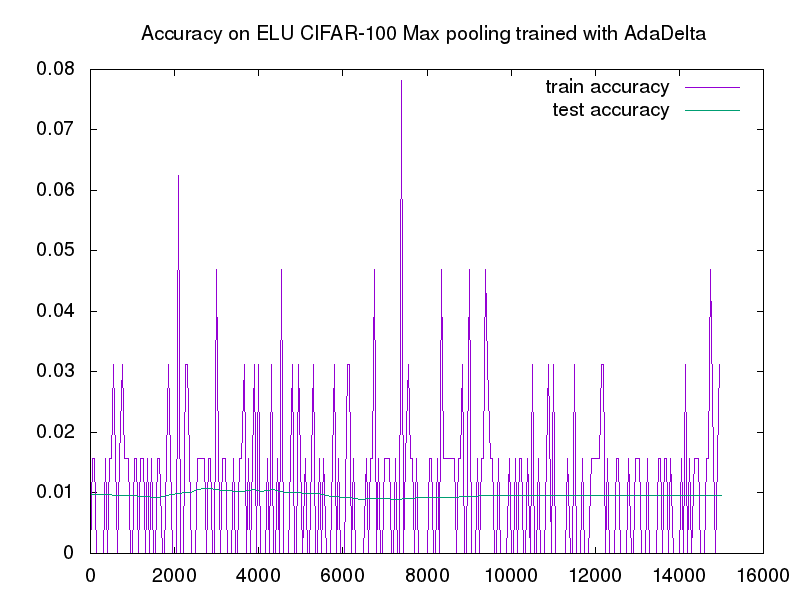 Accuracy on ELU CIFAR-100 Max pooling trained with AdaDelta
0.08
train accuracy
test accuracy
0.07
0.06
0.05
0.04
0.03
0.02
0.01
0
0 2000 4000 6000 8000 10000 12000 14000 16000